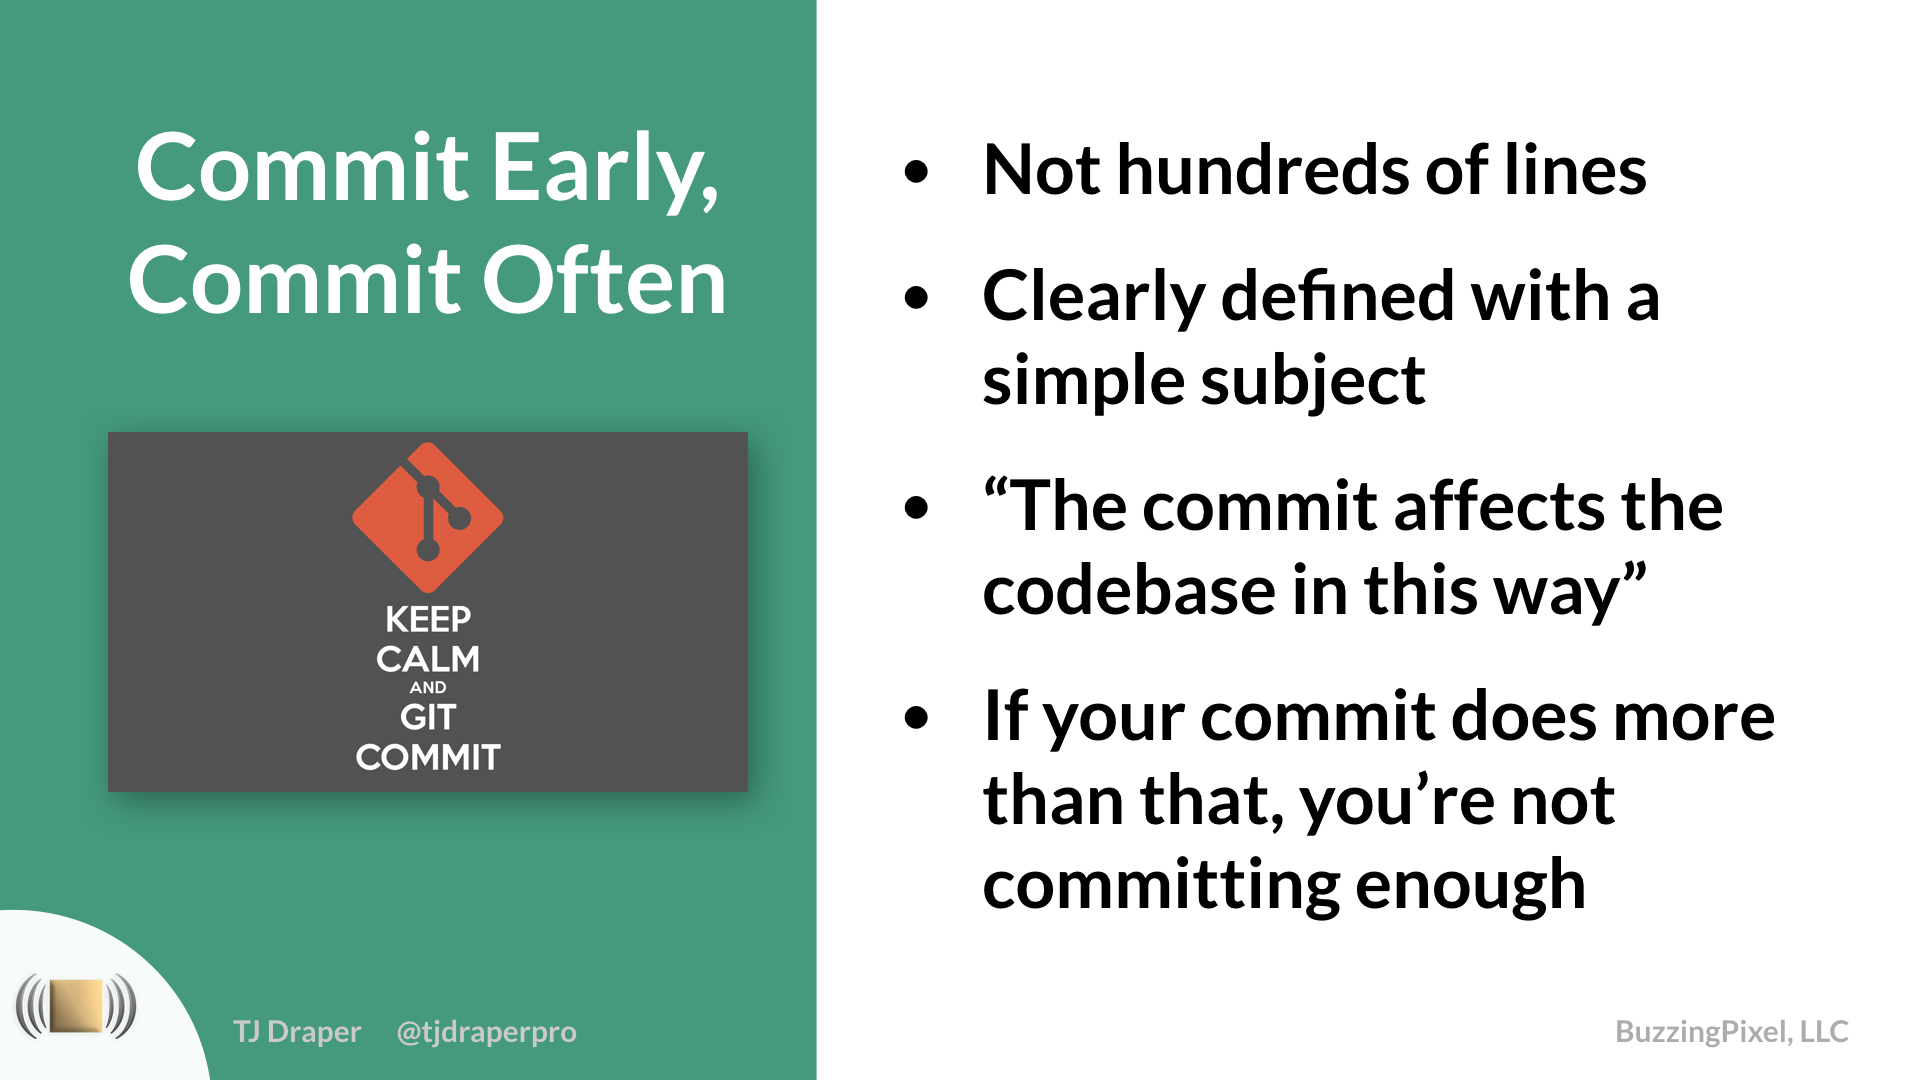 Commit Early,
Commit Often
KEEP
CALM
AND
GIT
COMMIT
• Not hundreds of lines
• Clearly defined with a
simple subject
• “The commit affects the
codebase in this way”
• If your commit does more
than that, you’re not
committing enough
TJ Draper @tjdraperpro
BuzzingPixel, LLC